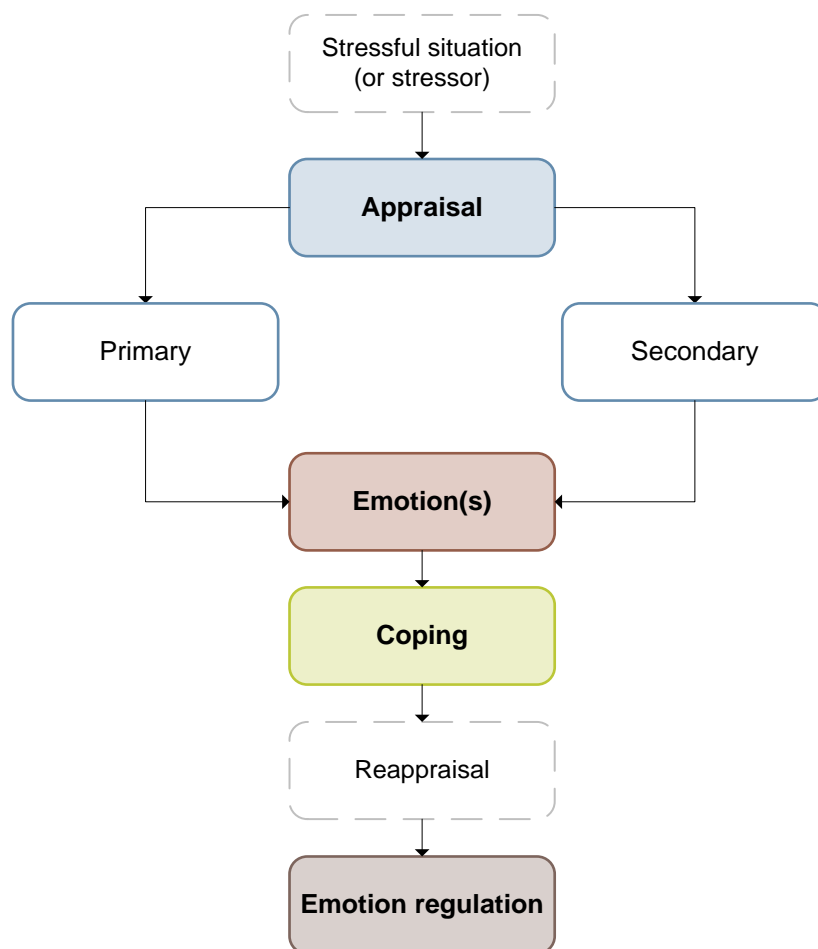 Stressful situation
(or stressor)
Appraisal
Primary
Secondary
Emotion(s)
Coping
Reappraisal
Emotion regulation